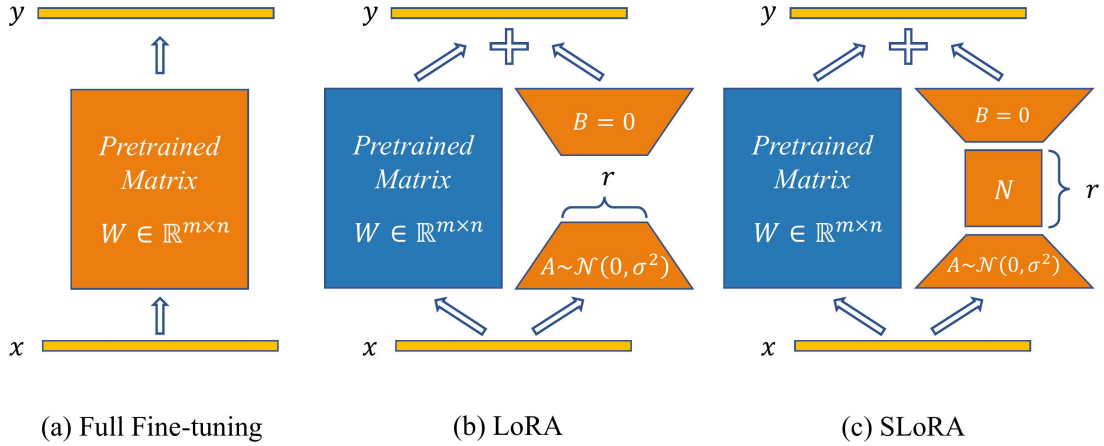 y
Pretrained
Matrix
W ∈ ℝ^{m×n}
x
(a) Full Fine-tuning
y
Pretrained
Matrix
W ∈ ℝ^{m×n}
B = 0
r
A~𝒩(0, σ²)
x
(b) LoRA
y
Pretrained
Matrix
W ∈ ℝ^{m×n}
B = 0
N
r
A~𝒩(0, σ²)
x
(c) SLoRA